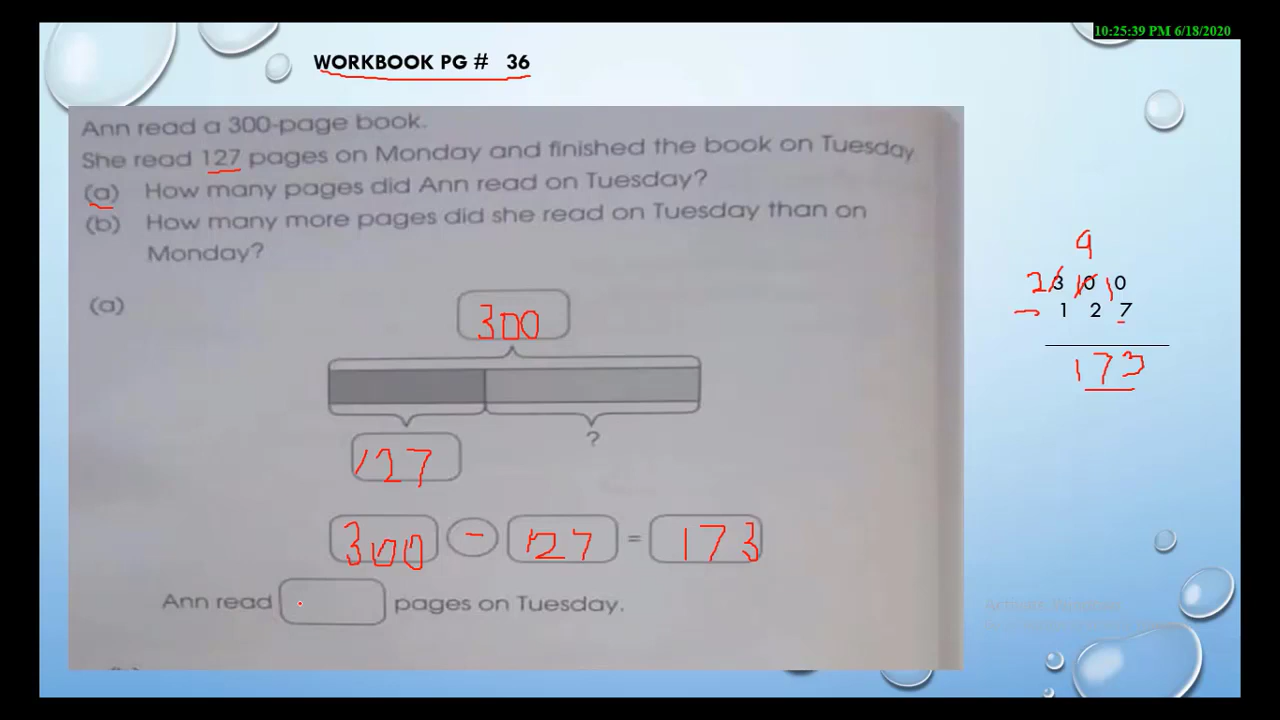 10:25:39 PM 6/18/2020
WORKBOOK PG # 36
Ann read a 300-page book.
She read 127 pages on Monday and finished the book on Tuesday
(a) How many pages did Ann read on Tuesday?
(b) How many more pages did she read on Tuesday than on
Monday?
(a)
300
127
?
300 - 127 = 173
Ann read pages on Tuesday.
9
2 3 10 10
- 1 2 7
173